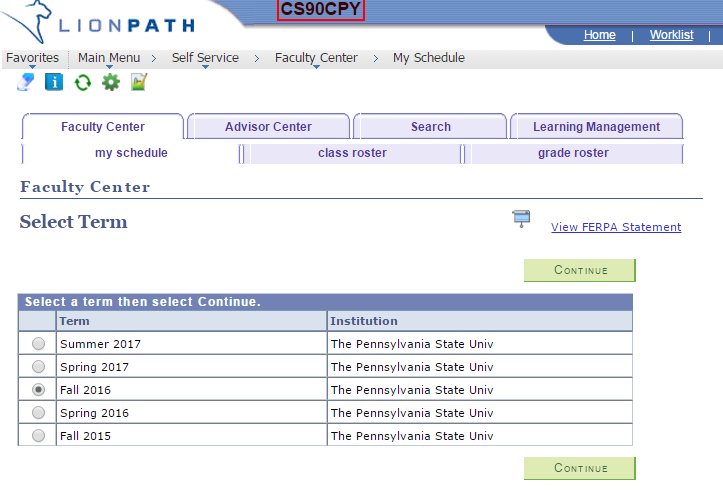 CS90CPY
LIONPATH
Home | Worklist |
Favorites Main Menu > Self Service > Faculty Center > My Schedule
Faculty Center Advisor Center Search Learning Management
my schedule class roster grade roster
Faculty Center
Select Term
View FERPA Statement
CONTINUE
Select a term then select Continue.
Term Institution
Summer 2017 The Pennsylvania State Univ
Spring 2017 The Pennsylvania State Univ
Fall 2016 The Pennsylvania State Univ
Spring 2016 The Pennsylvania State Univ
Fall 2015 The Pennsylvania State Univ
CONTINUE